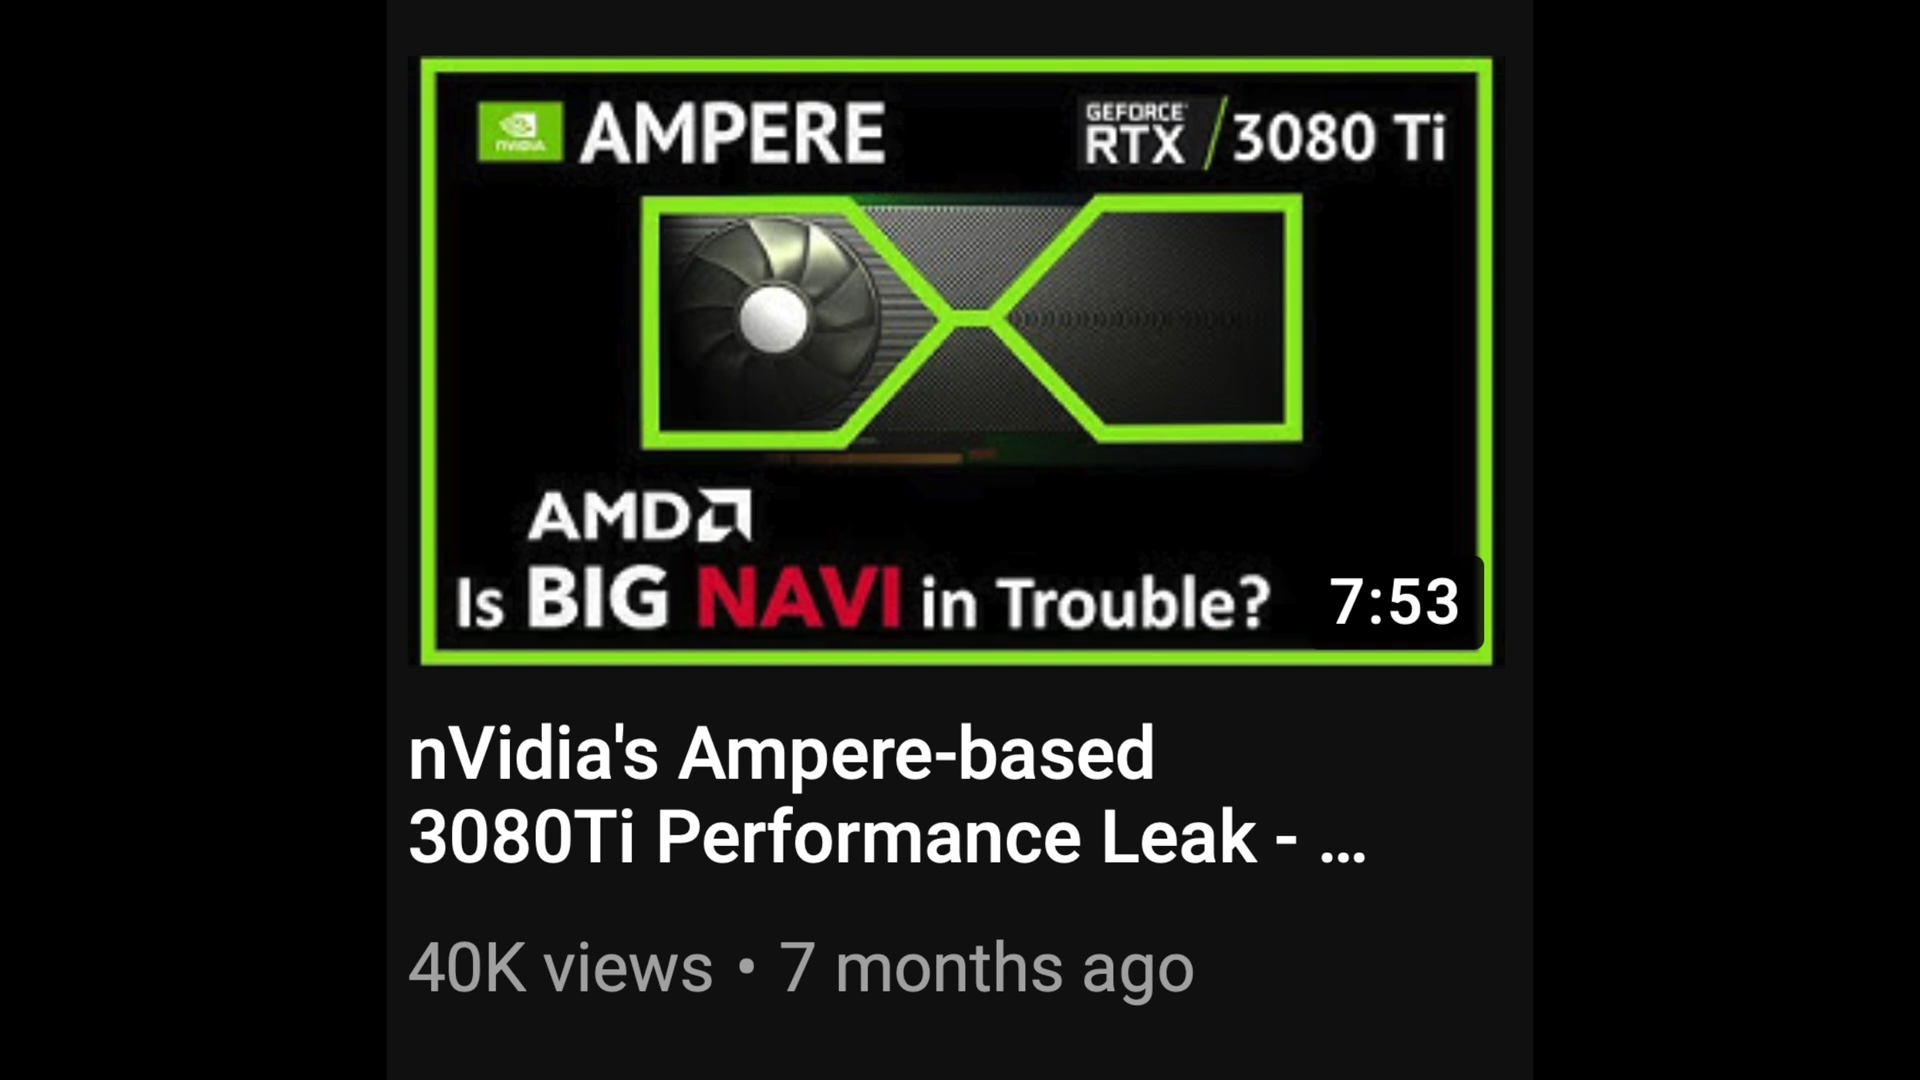 NVIDIA AMPERE
GEFORCE RTX 3080 Ti
AMD
Is BIG NAVI in Trouble?
7:53
nVidia's Ampere-based
3080Ti Performance Leak - ...
40K views • 7 months ago